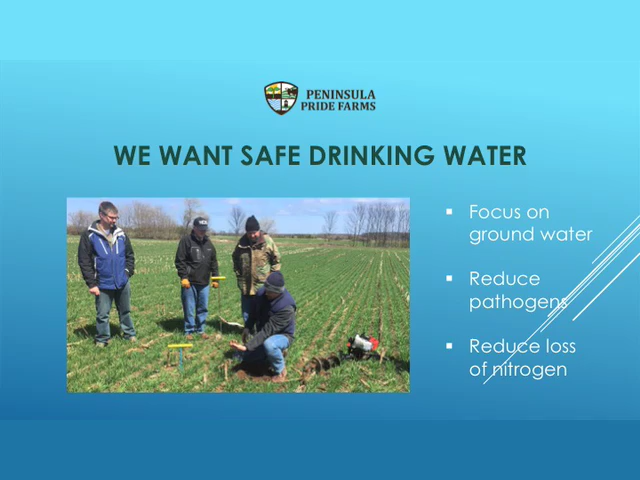 PENINSULA
PRIDE FARMS
WE WANT SAFE DRINKING WATER
▪ Focus on
ground water
▪ Reduce
pathogens
▪ Reduce loss
of nitrogen